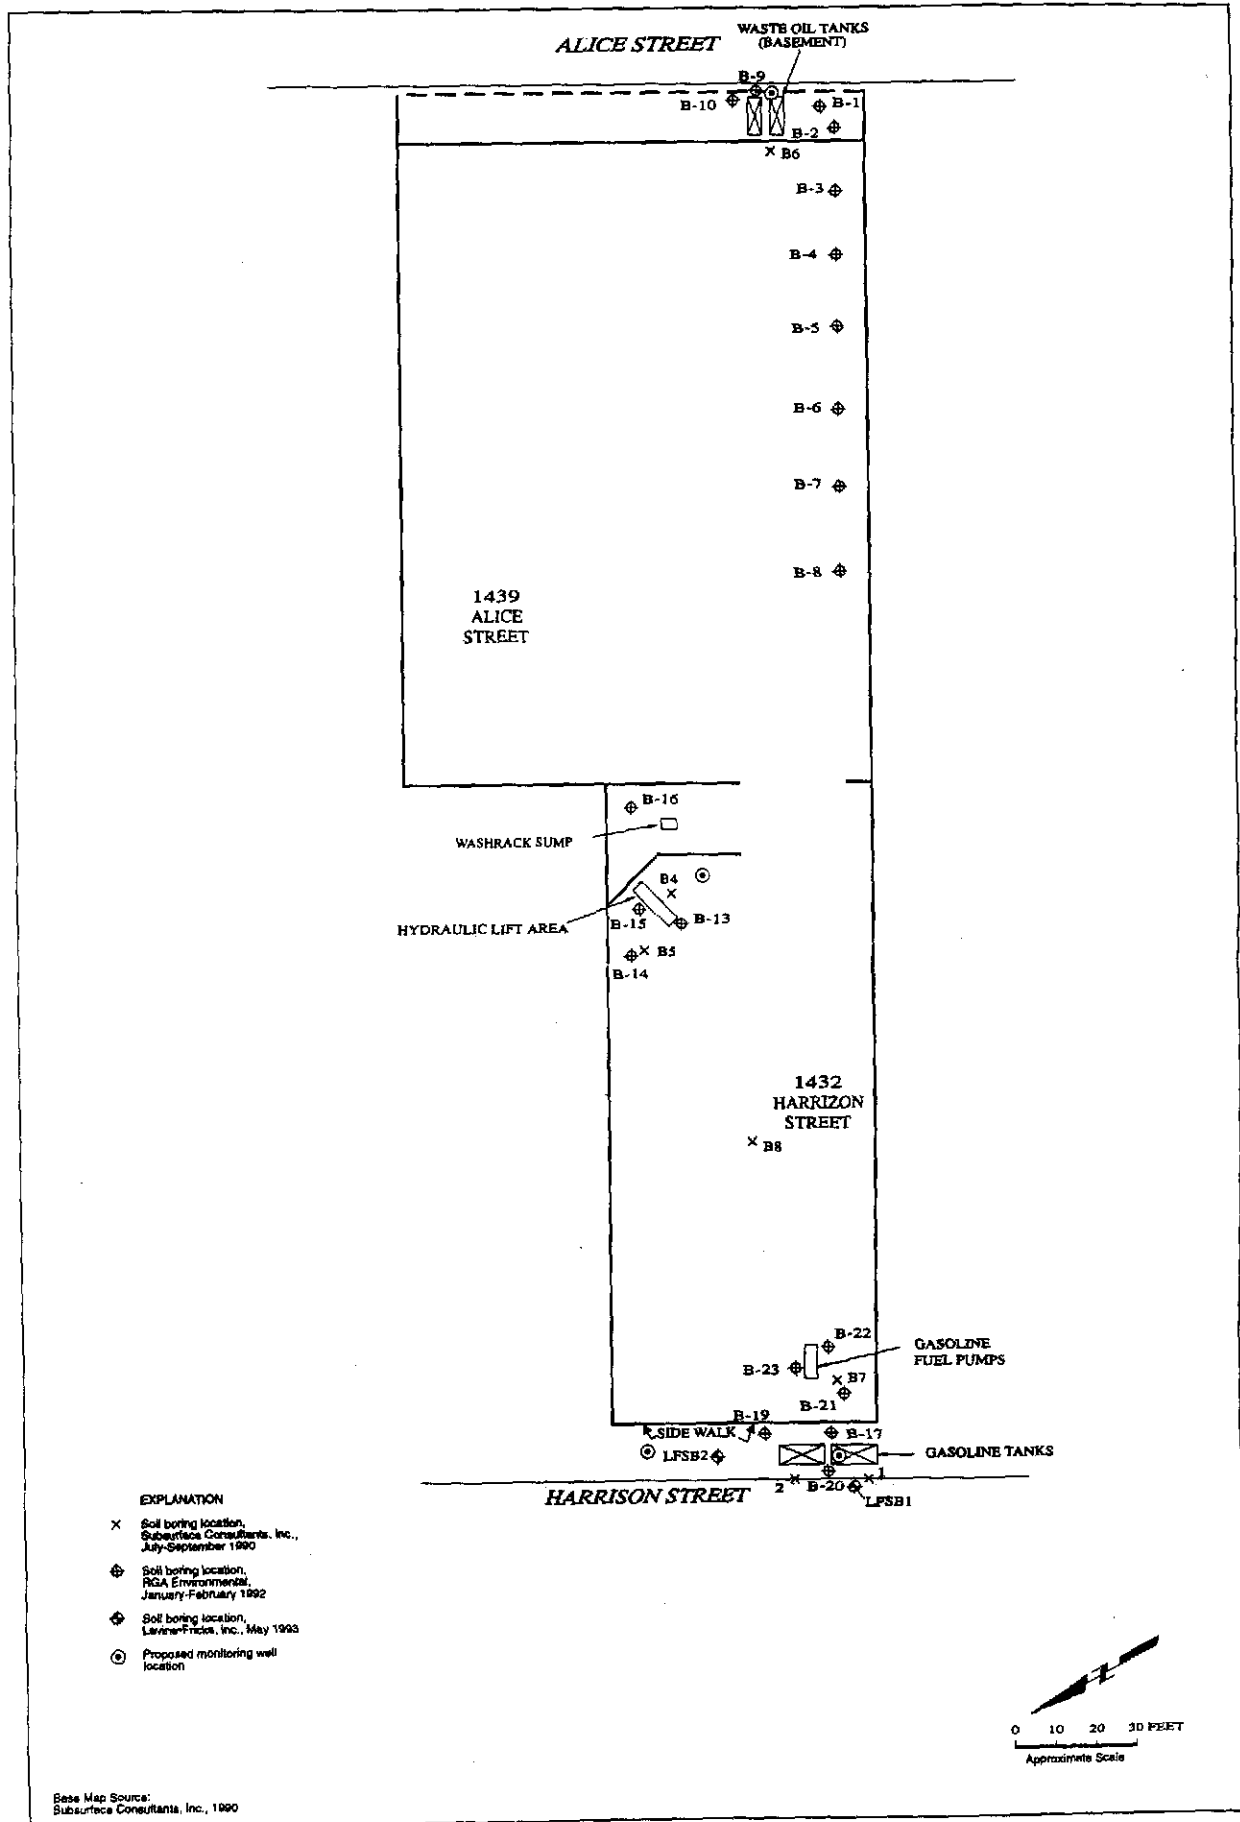 ALICE STREET
WASTE OIL TANKS
(BASEMENT)
B-9
B-10
B-1
B-2
B6
B-3
B-4
B-5
B-6
B-7
B-8
1439
ALICE
STREET
B-16
WASHRACK SUMP
B4
B-13
B-15
HYDRAULIC LIFT AREA
B5
B-14
1432
HARRIZON
STREET
B8
B-22
GASOLINE
FUEL PUMPS
B-23
B7
B-21
B-19
SIDE WALK
B-17
LFSB2
GASOLINE TANKS
2
B-20
1
LFSB1
HARRISON STREET
EXPLANATION
Soil boring location,
Subsurface Consultants, Inc.,
July-September 1990
Soil boring location,
RGA Environmental,
January-February 1992
Soil boring location,
Levine-Fricke, Inc., May 1993
Proposed monitoring well
location
0 10 20 30 FEET
Approximate Scale
Base Map Source:
Subsurface Consultants, Inc., 1990